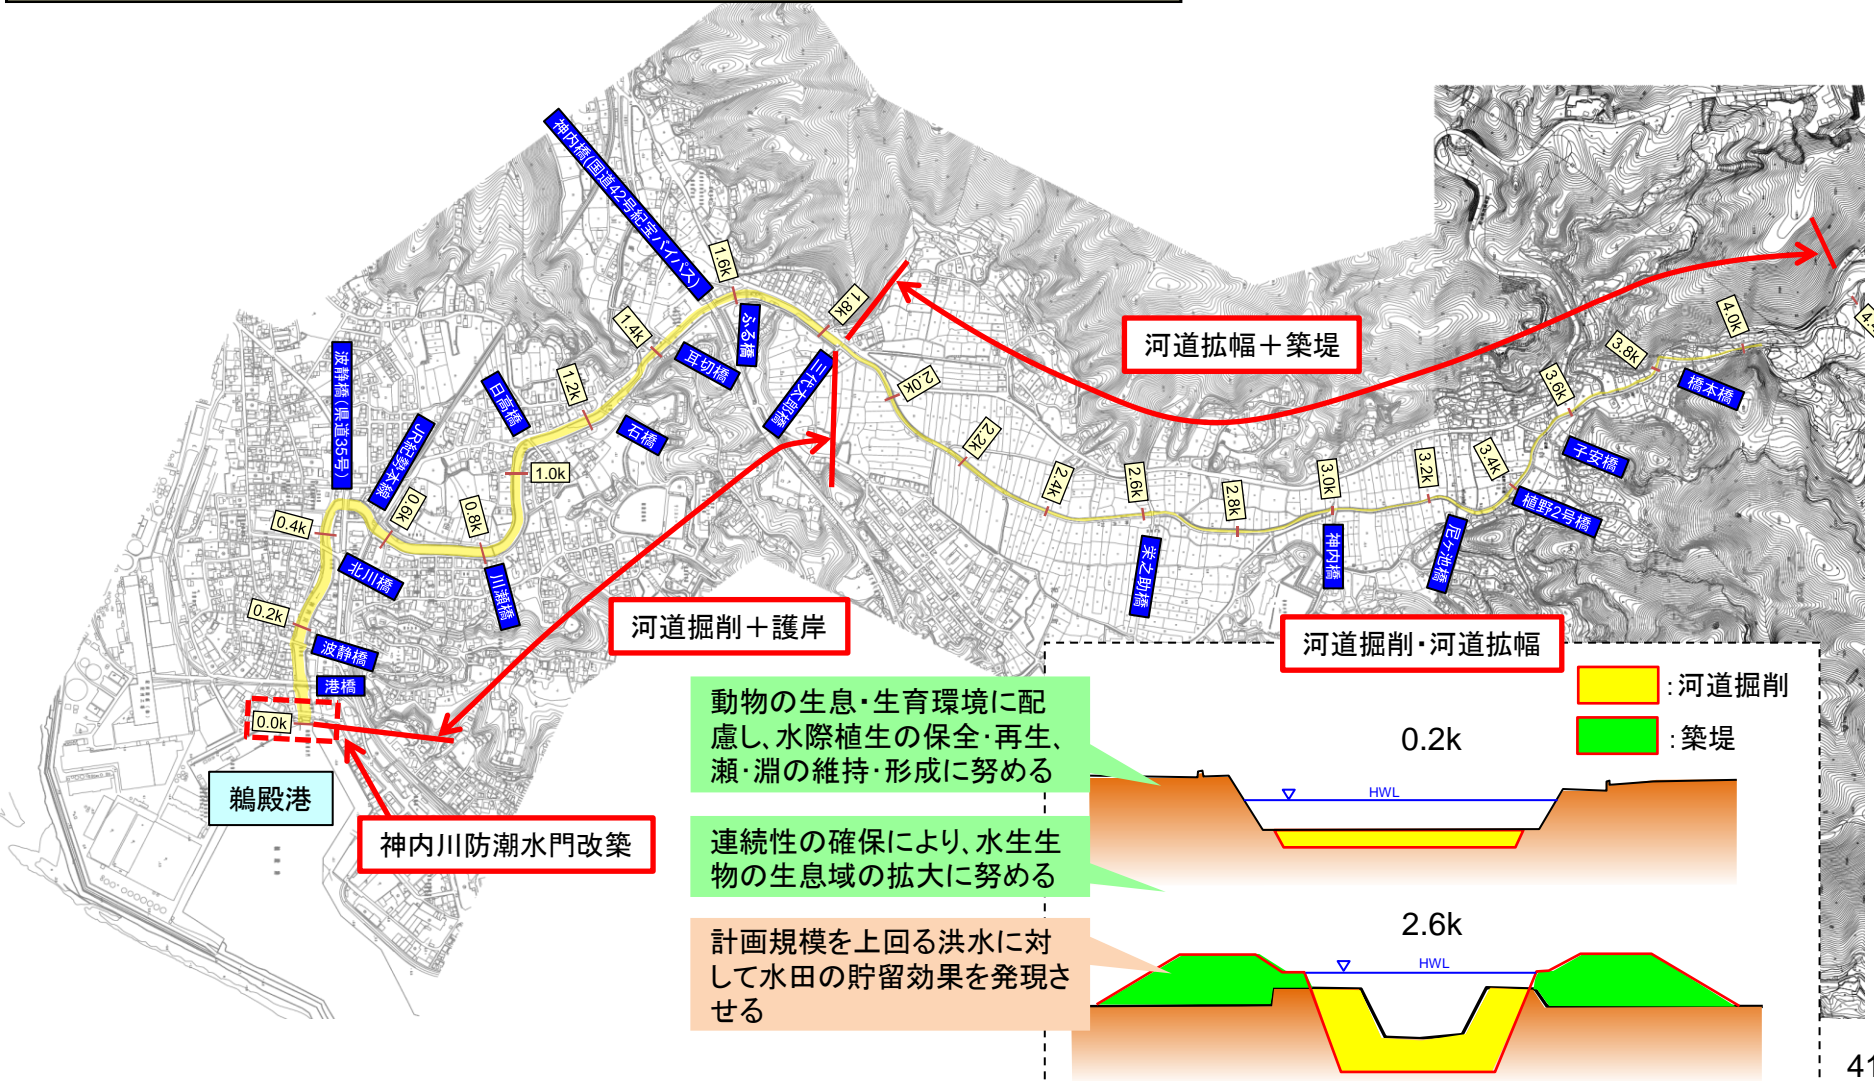 神内橋(国道42号紀宝バイパス)
1.6k
1.8k
ぶる橋
1.4k
耳切橋
三代太郎橋
河道拡幅＋築堤
4.0k
3.8k
橋本橋
3.6k
子安橋
3.4k
植野2号橋
3.2k
尼ヶ池橋
3.0k
神内橋
2.8k
2.6k
栄之助橋
2.4k
2.2k
2.0k
波静橋(県道35号)
JR紀勢本線
日高橋
1.2k
石橋
1.0k
0.8k
0.6k
0.4k
北川橋
川瀬橋
0.2k
波静橋
港橋
0.0k
鵜殿港
河道掘削＋護岸
神内川防潮水門改築
河道掘削・河道拡幅
:河道掘削
:築堤
動物の生息・生育環境に配
慮し、水際植生の保全・再生、
瀬・淵の維持・形成に努める
連続性の確保により、水生生
物の生息域の拡大に努める
計画規模を上回る洪水に対
して水田の貯留効果を発現さ
せる
0.2k
HWL
2.6k
HWL